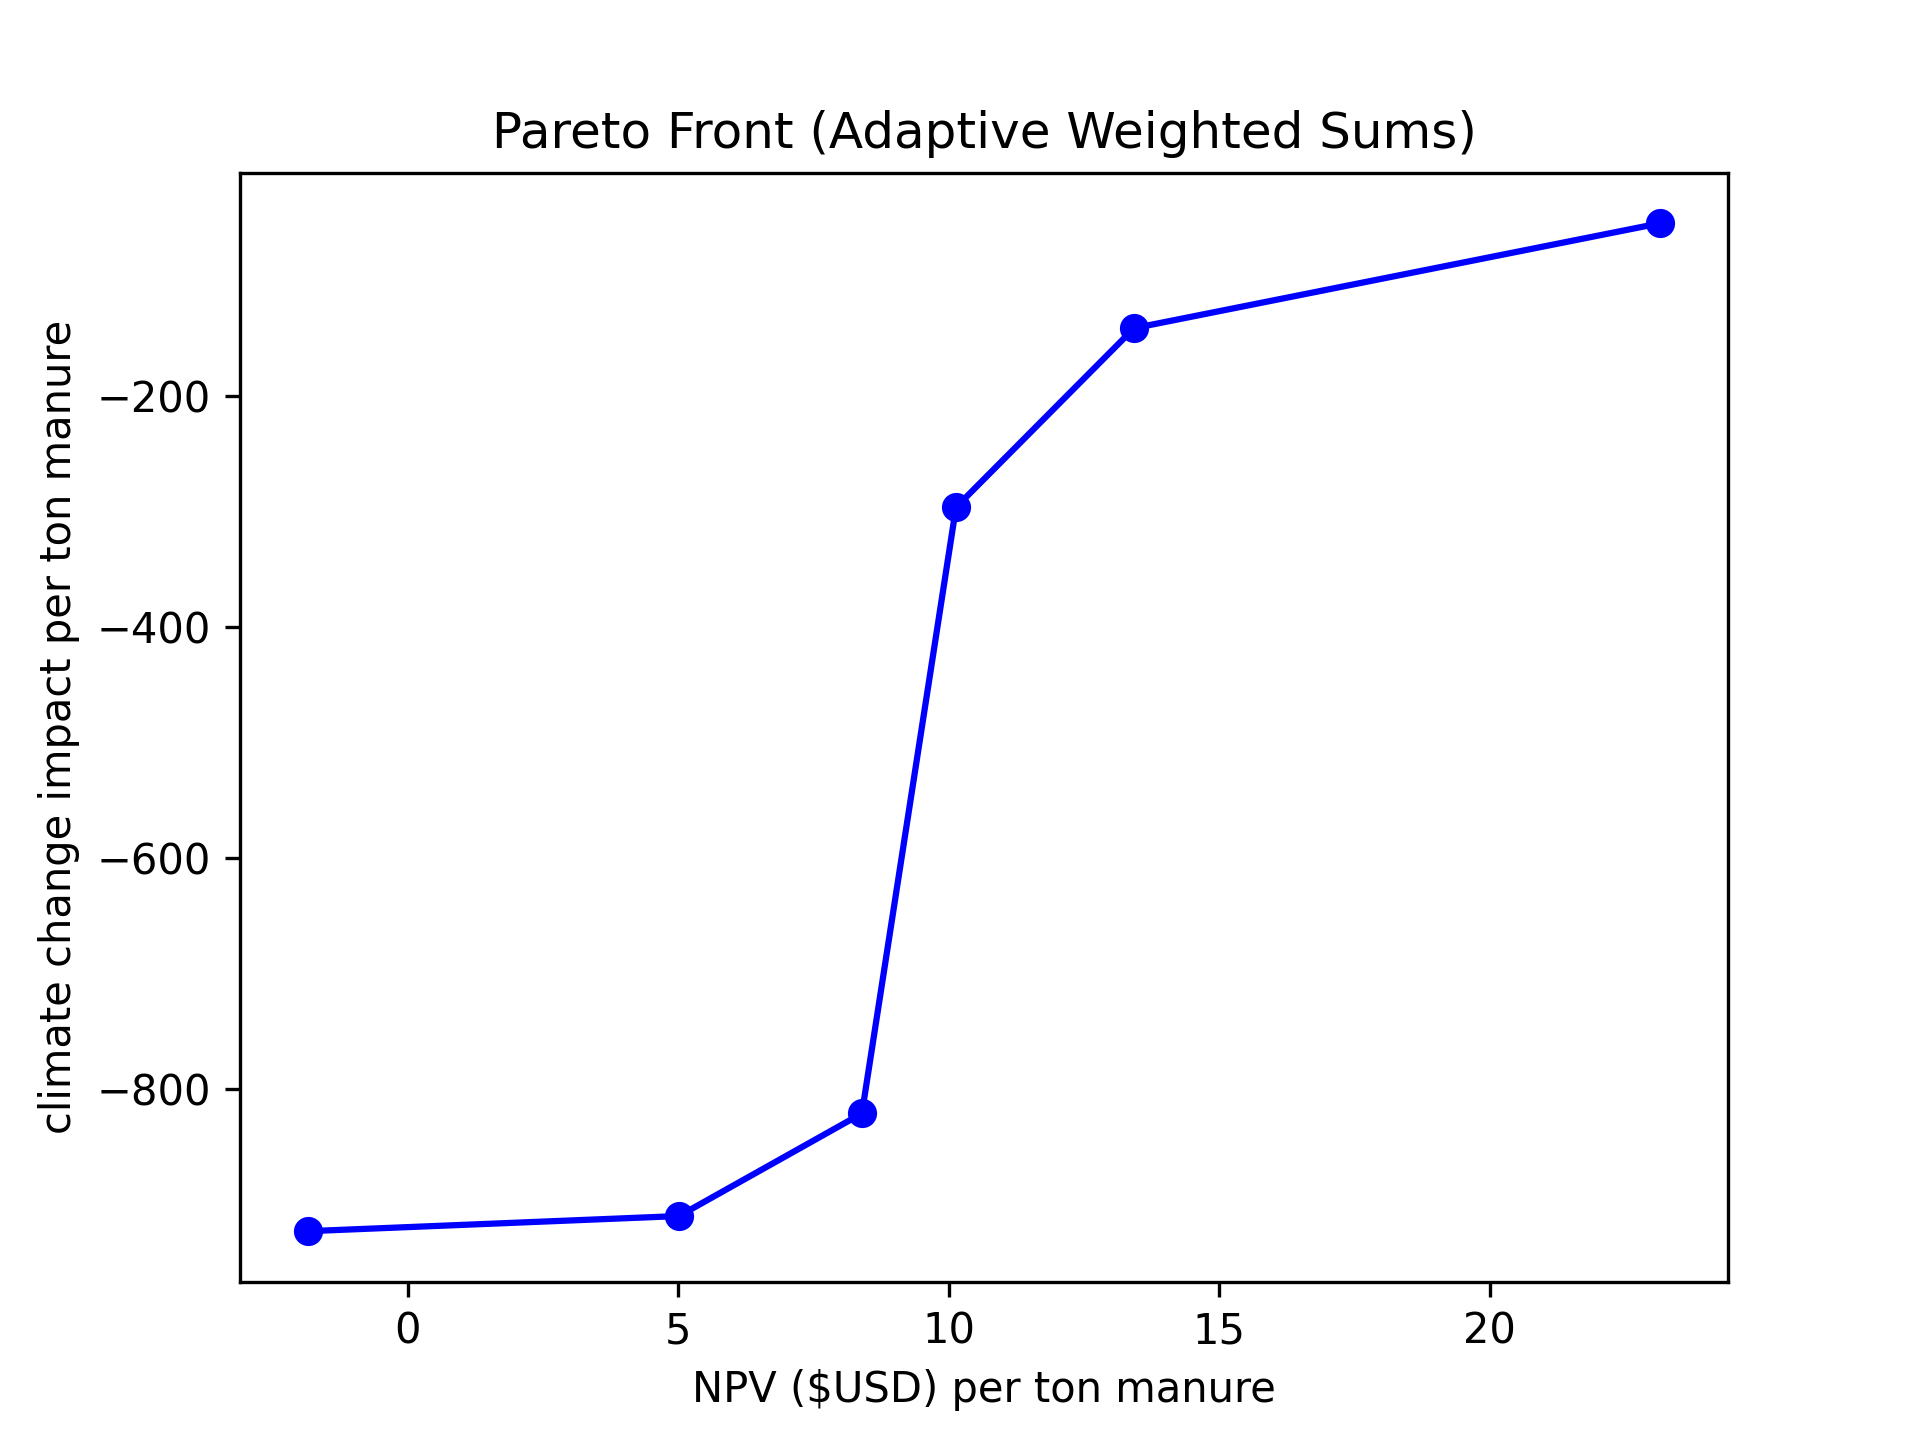 Pareto Front (Adaptive Weighted Sums)
climate change impact per ton manure
−200
−400
−600
−800
0 5 10 15 20
NPV ($USD) per ton manure